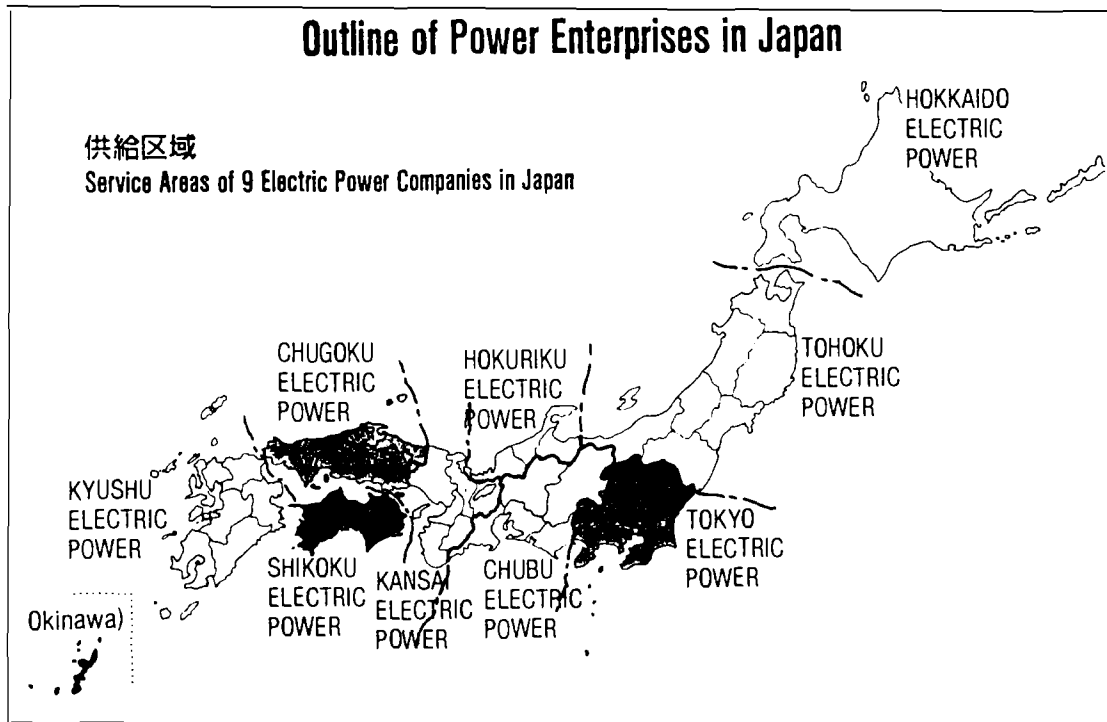 Outline of Power Enterprises in Japan
供給区域
Service Areas of 9 Electric Power Companies in Japan
HOKKAIDO
ELECTRIC
POWER
TOHOKU
ELECTRIC
POWER
CHUGOKU
ELECTRIC
POWER
HOKURIKU
ELECTRIC
POWER
KYUSHU
ELECTRIC
POWER
TOKYO
ELECTRIC
POWER
SHIKOKU
ELECTRIC
POWER
KANSAI
ELECTRIC
POWER
CHUBU
ELECTRIC
POWER
Okinawa)